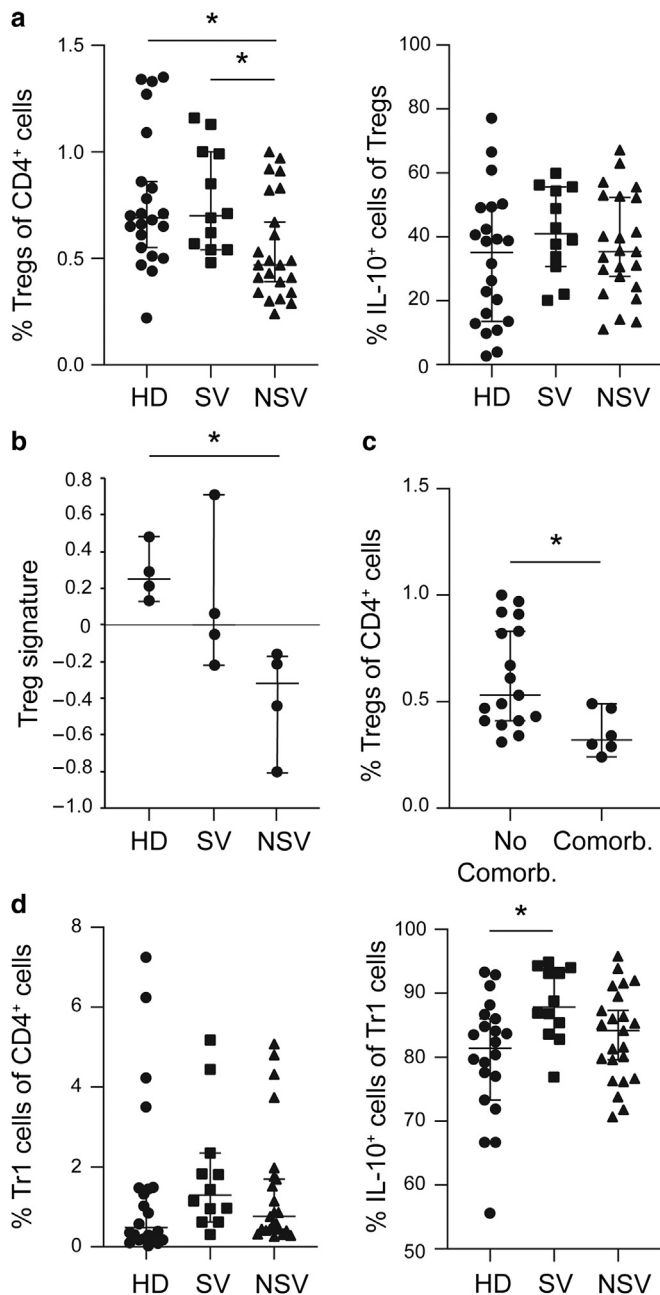 a
% Tregs of CD4⁺ cells
1.5
1.0
0.5
0.0
*
*
HD SV NSV
% IL-10⁺ cells of Tregs
100
80
60
40
20
0
HD SV NSV
b
Treg signature
0.8
0.6
0.4
0.2
0
−0.2
−0.4
−0.6
−0.8
−1.0
*
HD SV NSV
c
% Tregs of CD4⁺ cells
1.5
1.0
0.5
0.0
*
No Comorb.
Comorb.
d
% Tr1 cells of CD4⁺ cells
8
6
4
2
0
HD SV NSV
% IL-10⁺ cells of Tr1 cells
100
90
80
70
60
50
*
HD SV NSV